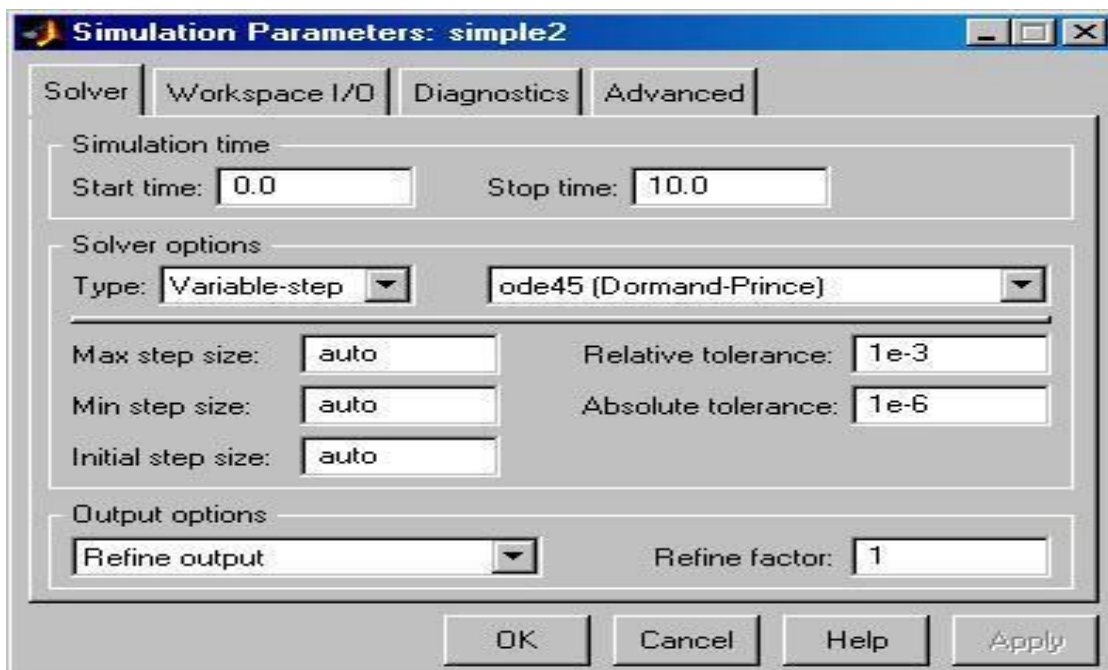 Simulation Parameters: simple2
Solver Workspace I/O Diagnostics Advanced
Simulation time
Start time: 0.0 Stop time: 10.0
Solver options
Type: Variable-step ode45 (Dormand-Prince)
Max step size: auto Relative tolerance: 1e-3
Min step size: auto Absolute tolerance: 1e-6
Initial step size: auto
Output options
Refine output Refine factor: 1
OK Cancel Help Apply